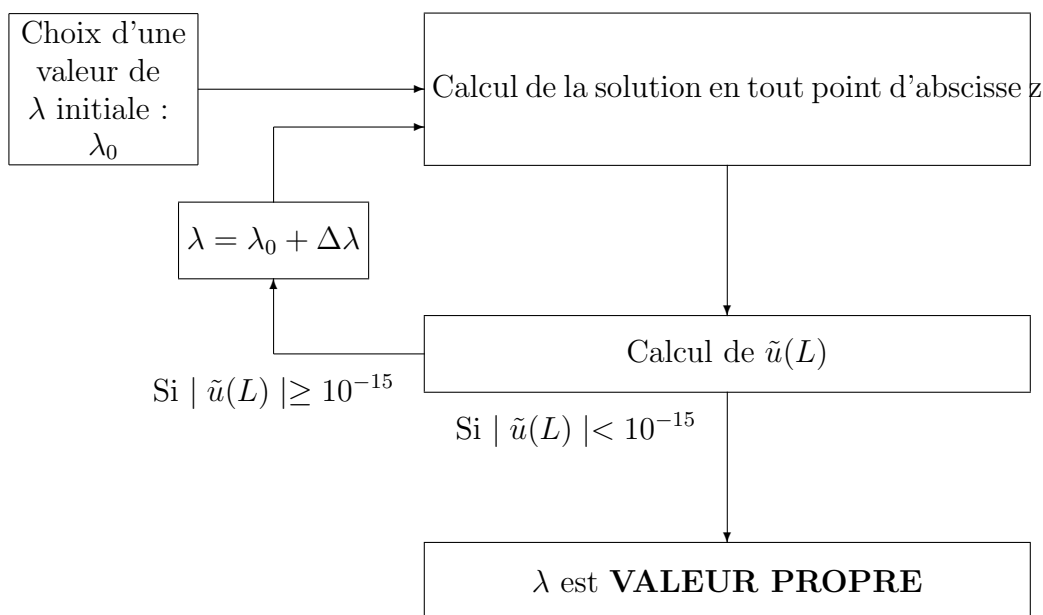 Choix d'une
valeur de
λ initiale :
λ₀
Calcul de la solution en tout point d'abscisse z
λ = λ₀ + Δλ
Calcul de ũ(L)
Si | ũ(L) |≥ 10⁻¹⁵
Si | ũ(L) |< 10⁻¹⁵
λ est VALEUR PROPRE